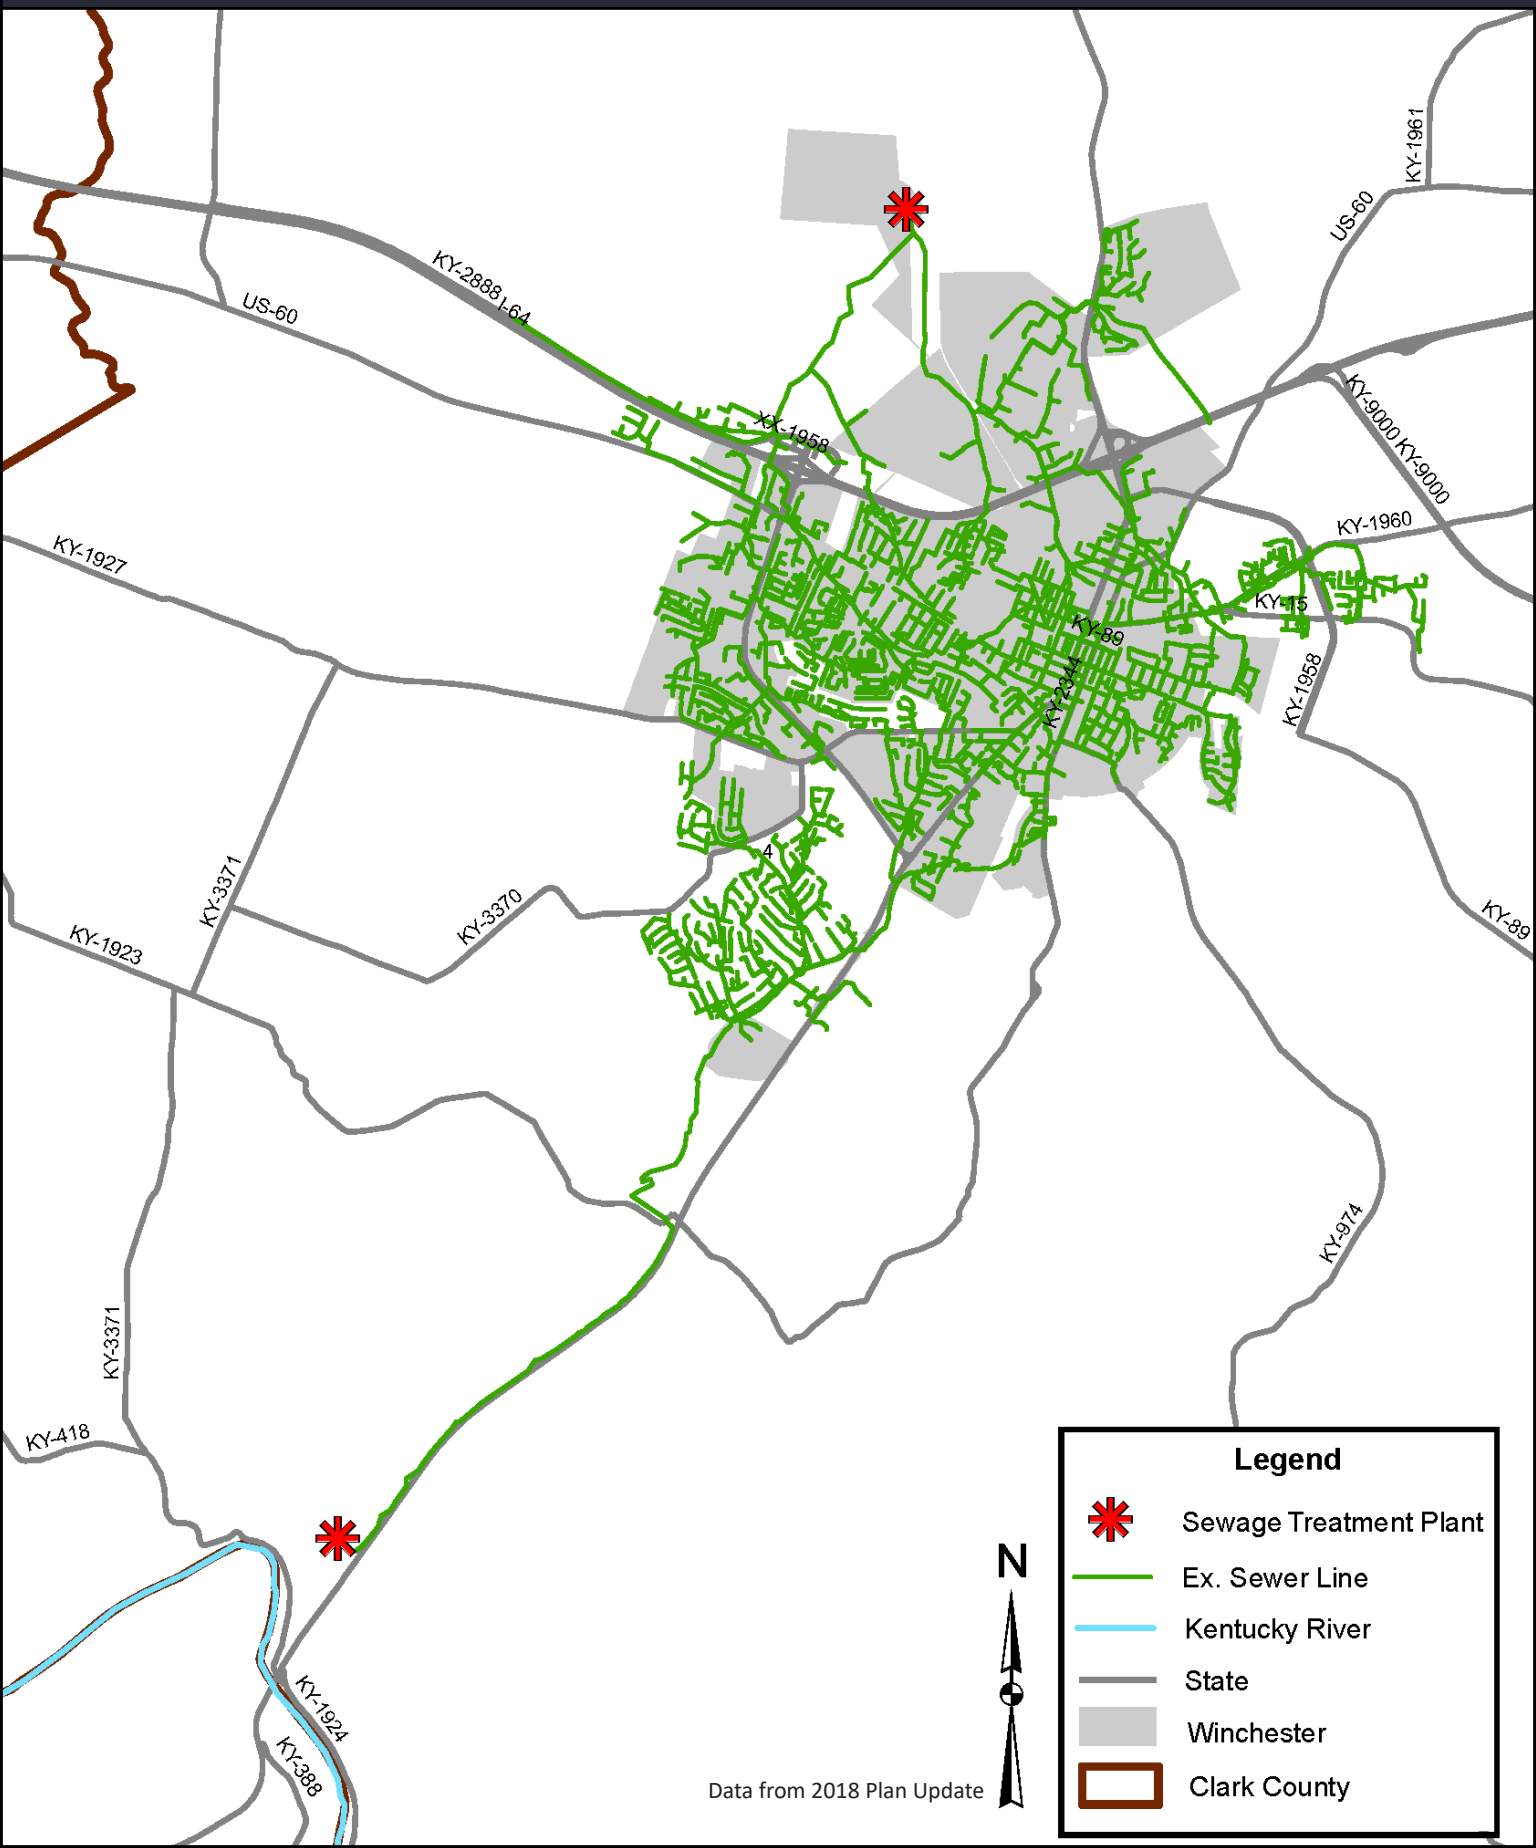 KY-1961
US-60
KY-2888
I-64
US-60
KY-9000
KY-9000
XX-1958
KY-1960
KY-1927
KY-15
KY-89
KY-2344
KY-1958
4
KY-3371
KY-3370
KY-89
KY-1923
KY-974
KY-3371
KY-418
Legend
Sewage Treatment Plant
Ex. Sewer Line
Kentucky River
State
Winchester
Clark County
N
KY-1924
KY-388
Data from 2018 Plan Update